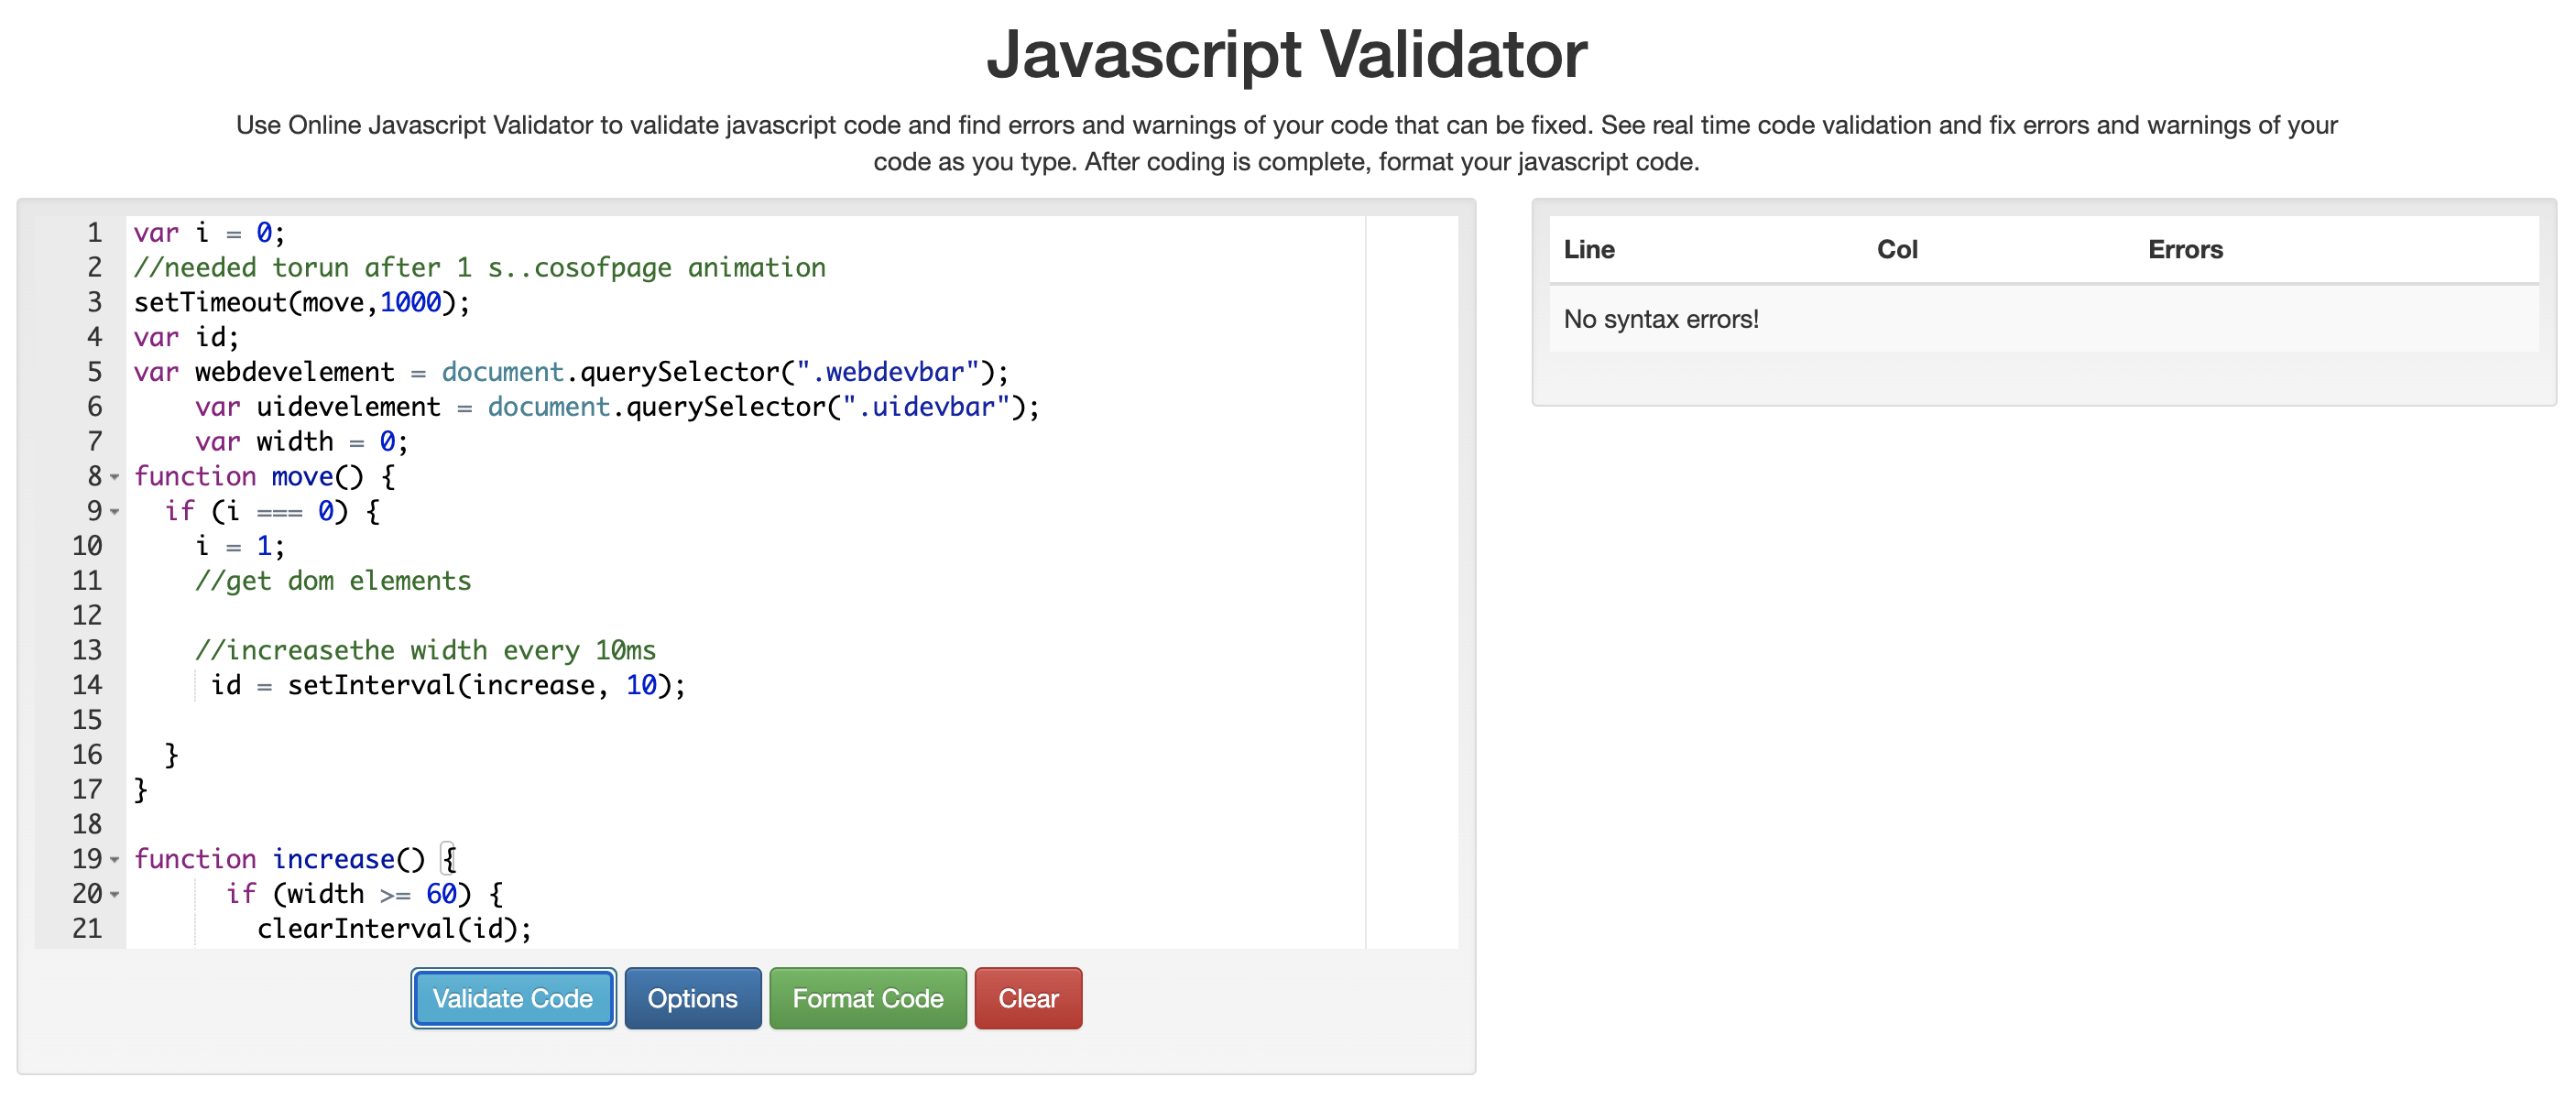 Javascript Validator
Use Online Javascript Validator to validate javascript code and find errors and warnings of your code that can be fixed. See real time code validation and fix errors and warnings of your
code as you type. After coding is complete, format your javascript code.
1 var i = 0;
2 //needed torun after 1 s..cosofpage animation
3 setTimeout(move,1000);
4 var id;
5 var webdevelement = document.querySelector(".webdevbar");
6     var uidevelement = document.querySelector(".uidevbar");
7     var width = 0;
8 function move() {
9   if (i === 0) {
10     i = 1;
11     //get dom elements
12
13     //increasethe width every 10ms
14      id = setInterval(increase, 10);
15
16   }
17 }
18
19 function increase() {
20       if (width >= 60) {
21         clearInterval(id);
Validate Code Options Format Code Clear
Line Col Errors
No syntax errors!